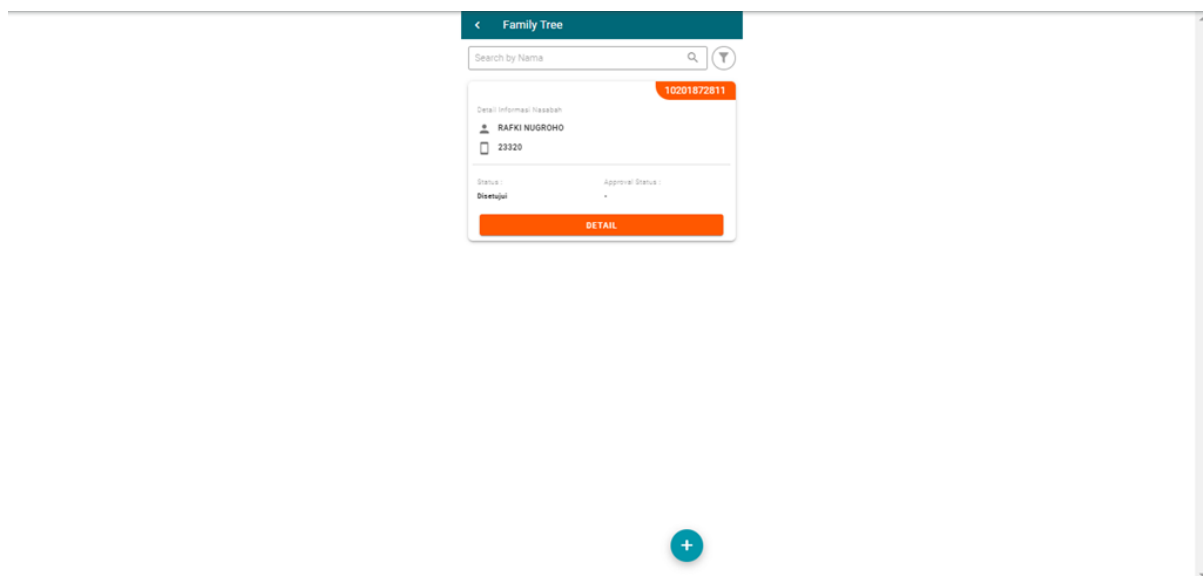 Family Tree
Search by Nama
10201872811
Detail Informasi Nasabah
RAFKI NUGROHO
23320
Status : Approval Status :
Disetujui -
DETAIL
+